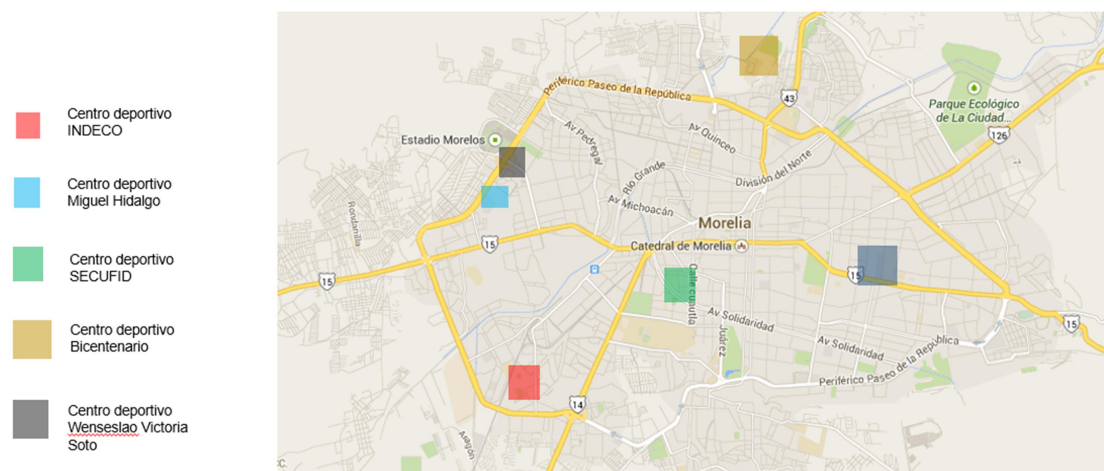 Centro deportivo
INDECO
Centro deportivo
Miguel Hidalgo
Centro deportivo
SECUFID
Centro deportivo
Bicentenario
Centro deportivo
Wenseslao Victoria
Soto
Periférico Paseo de la República
43
Parque Ecológico
de La Ciudad...
126
Estadio Morelos
Av Pedregal
Av Quinceo
División del Norte
Río Grande
Av Michoacán
Rondanilla
Morelia
15
Catedral de Morelia
15
15
Calle cuautla
Av Solidaridad
15
Juárez
Av Solidaridad
Periférico Paseo de la República
14